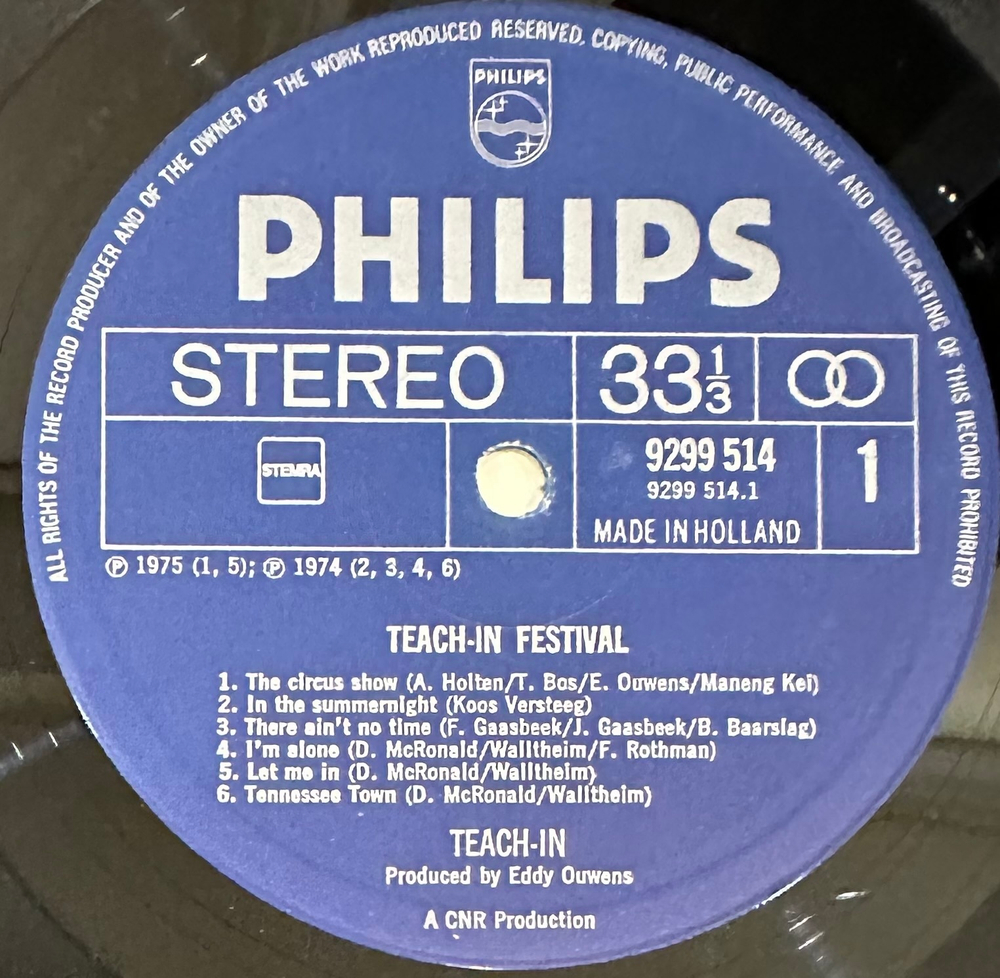 ALL RIGHTS OF THE RECORD PRODUCER AND OF THE OWNER OF THE WORK REPRODUCED RESERVED. COPYING, PUBLIC PERFORMANCE AND BROADCASTING OF THIS RECORD PROHIBITED
PHILIPS
PHILIPS
STEREO 33⅓
STEMRA
9299 514 1
9299 514.1
MADE IN HOLLAND
Ⓟ 1975 (1, 5); Ⓟ 1974 (2, 3, 4, 6)
TEACH-IN FESTIVAL
1. The circus show (A. Holten/T. Bos/E. Ouwens/Maneng Kei)
2. In the summernight (Koos Versteeg)
3. There ain't no time (F. Gaasbeek/J. Gaasbeek/B. Baarslag)
4. I'm alone (D. McRonald/Walltheim/F. Rothman)
5. Let me in (D. McRonald/Walltheim)
6. Tennessee Town (D. McRonald/Walltheim)
TEACH-IN
Produced by Eddy Ouwens
A CNR Production